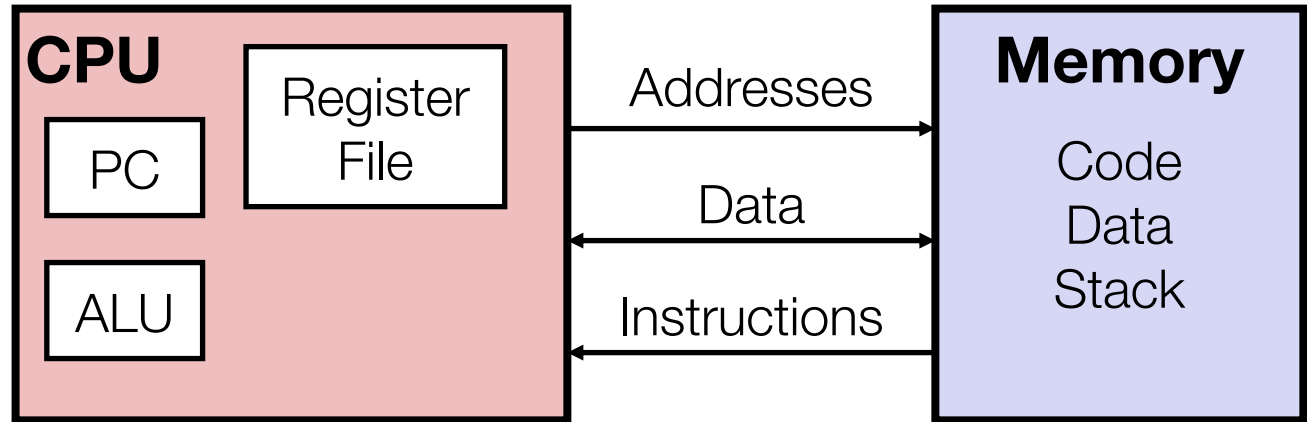 CPU
Register
File
PC
ALU
Addresses
Data
Instructions
Memory
Code
Data
Stack